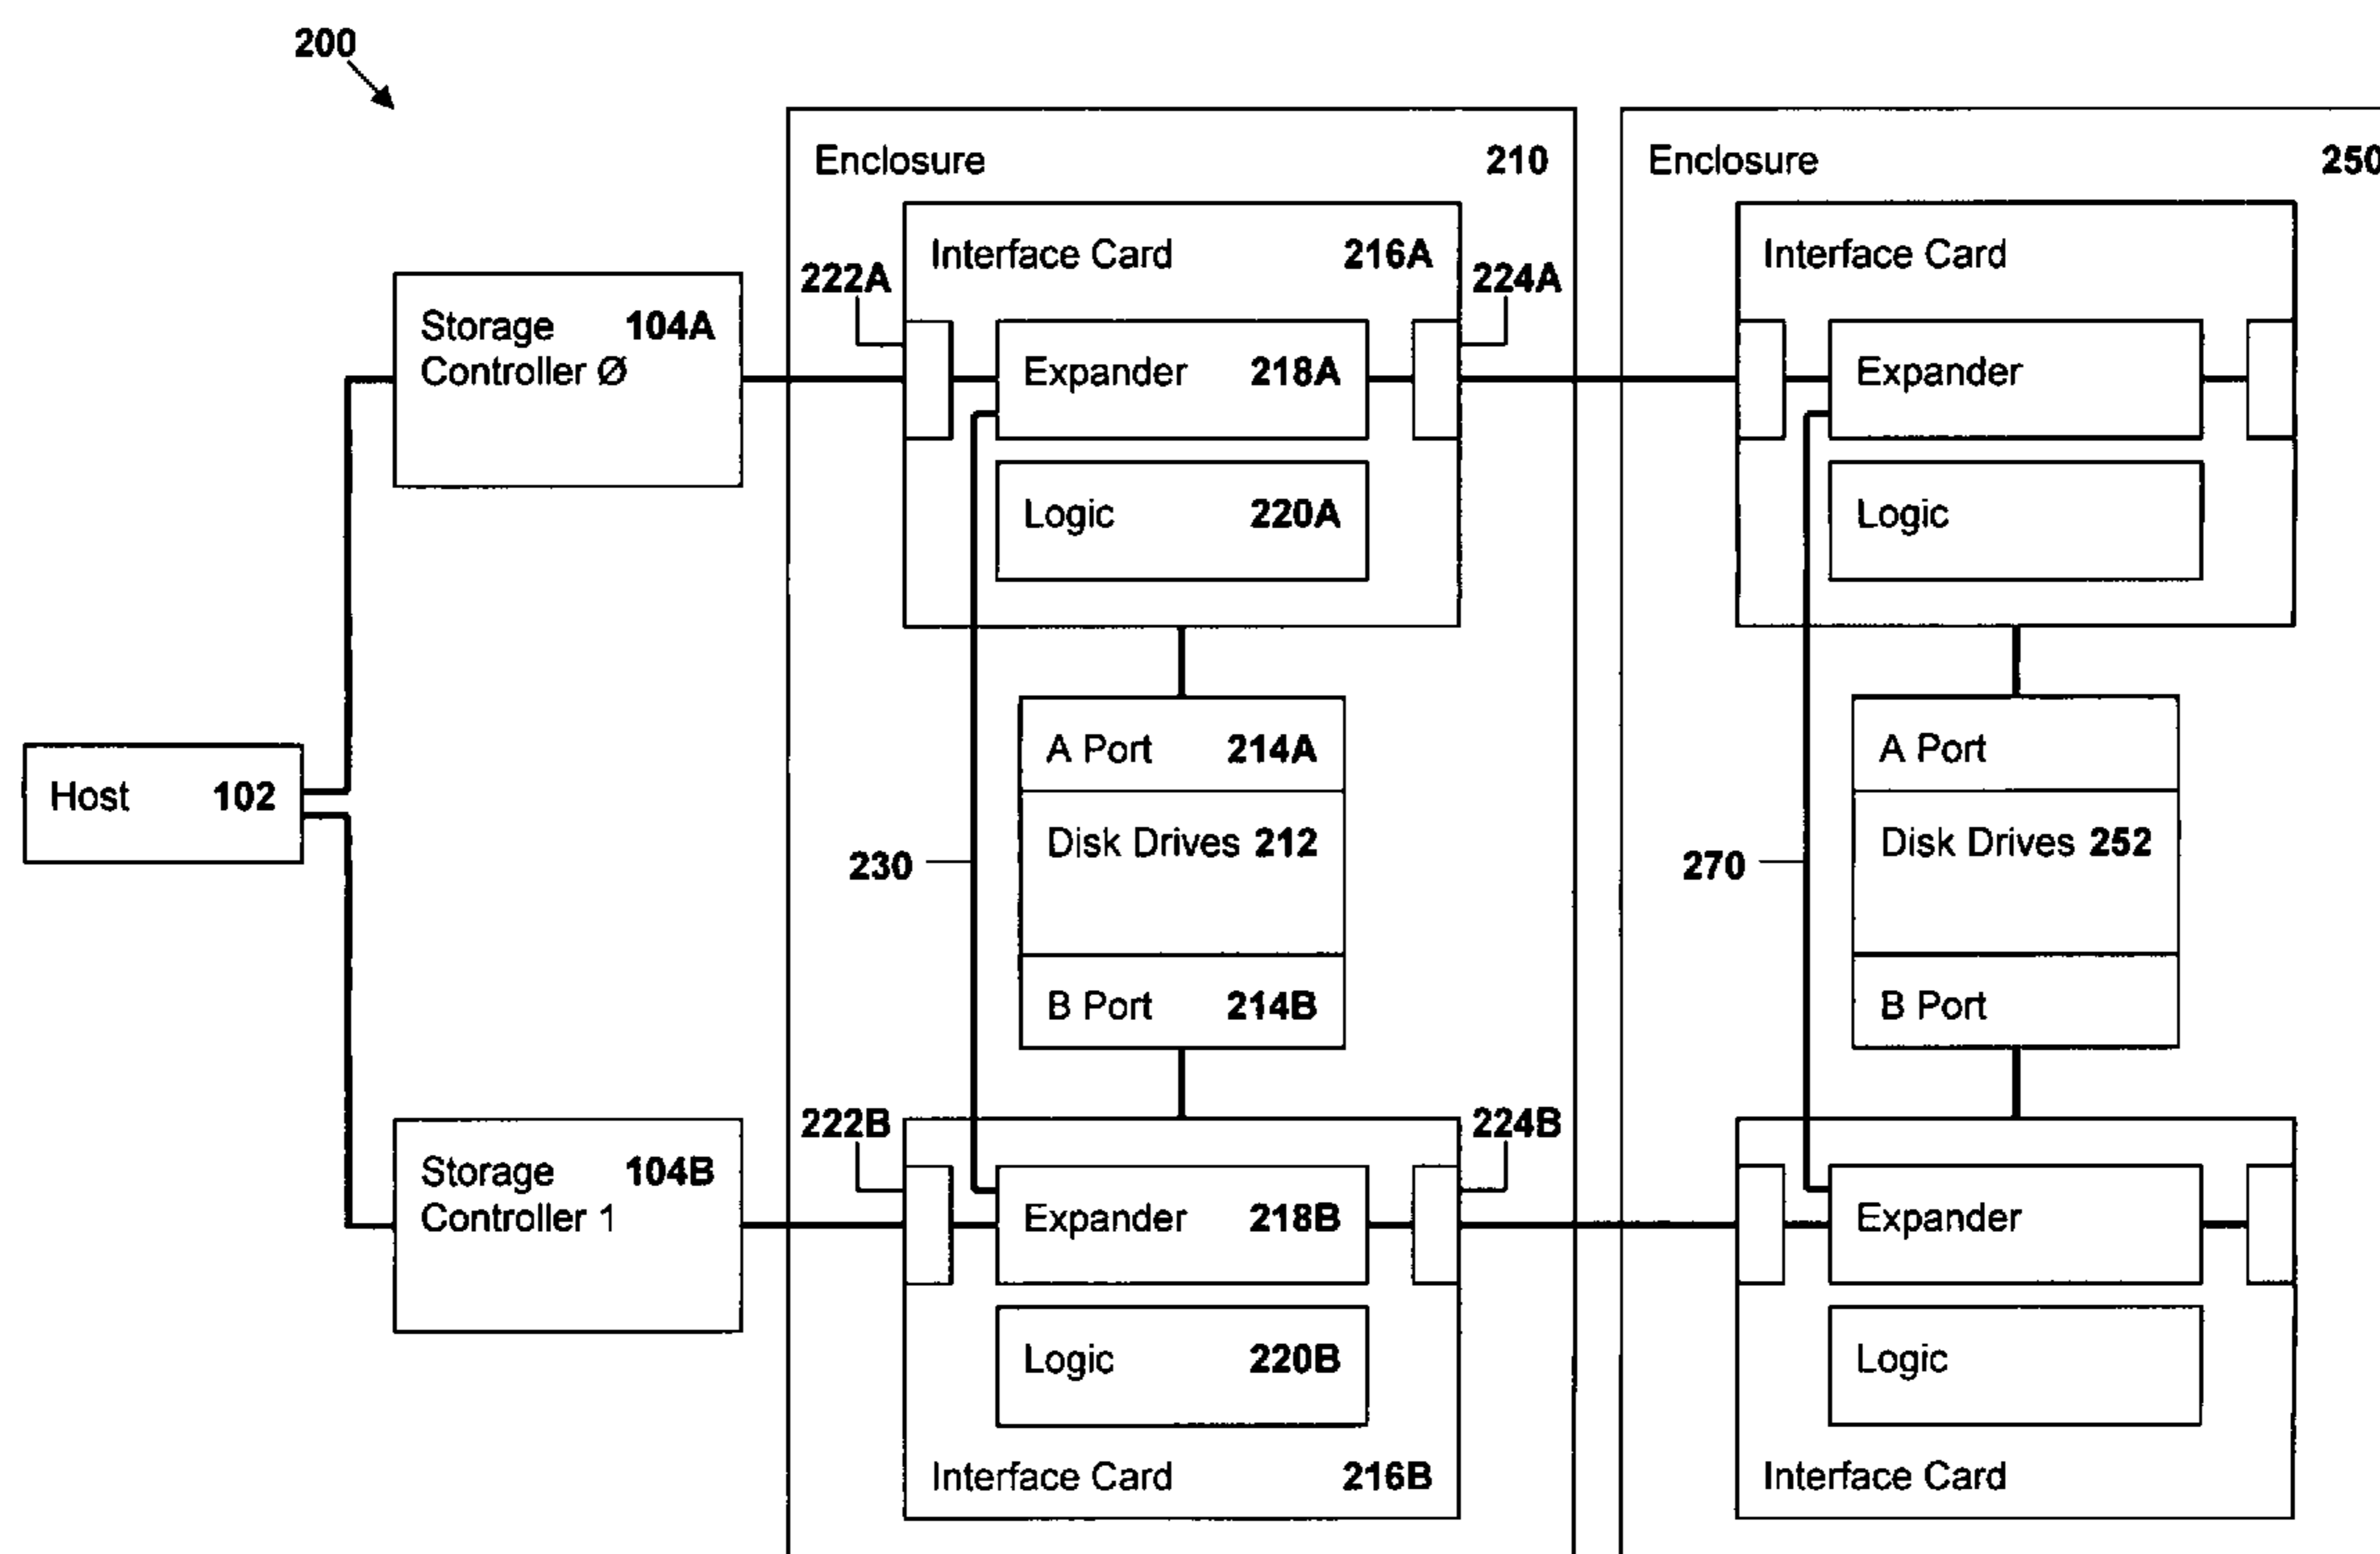 200
Enclosure 210
Enclosure 250
Interface Card 216A
Interface Card
222A
224A
Storage 104A
Controller Ø
Expander 218A
Expander
Logic 220A
Logic
A Port 214A
A Port
Host 102
Disk Drives 212
Disk Drives 252
230
270
B Port 214B
B Port
222B
224B
Storage 104B
Controller 1
Expander 218B
Expander
Logic 220B
Logic
Interface Card 216B
Interface Card